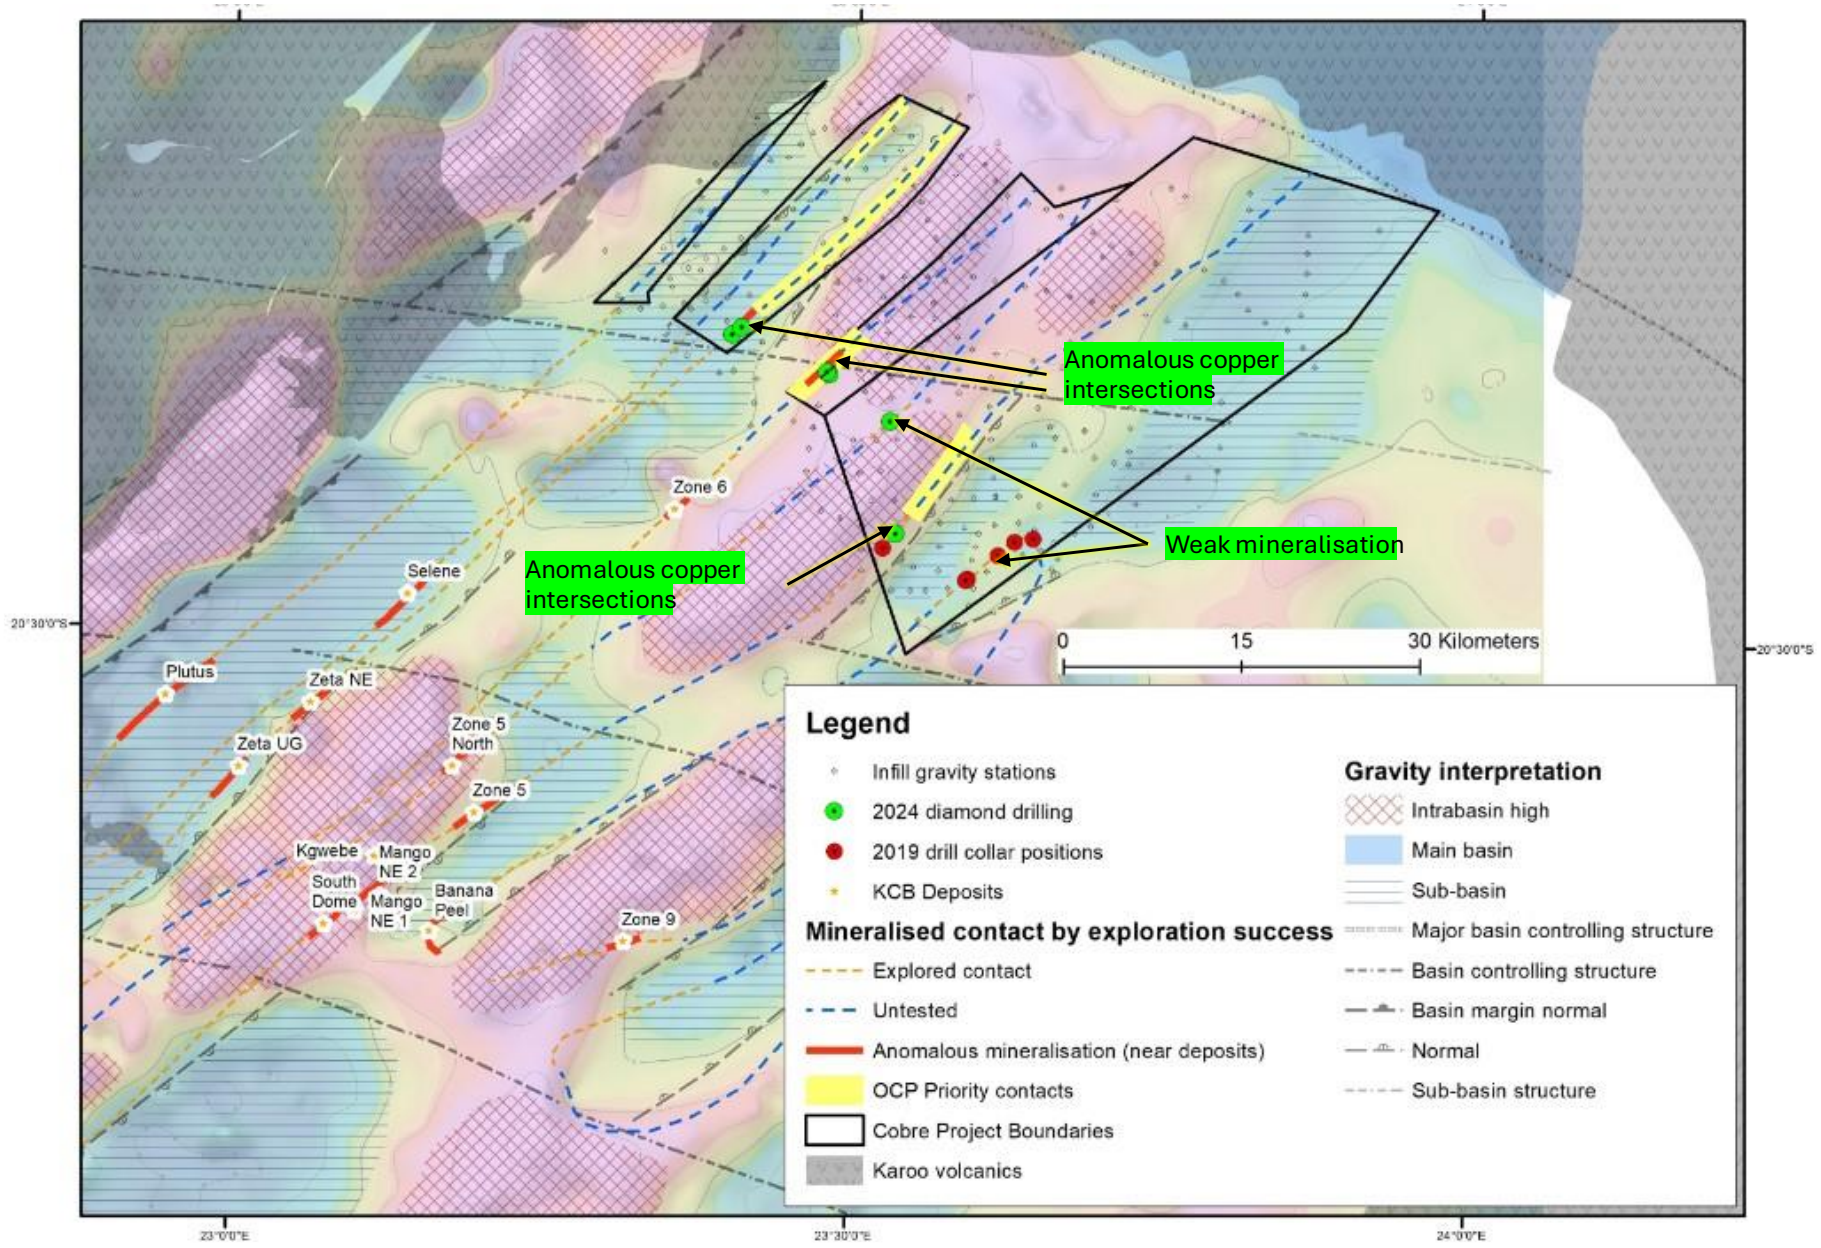 Anomalous copper
intersections
Zone 6
Weak mineralisation
Anomalous copper
intersections
Selene
20°30'0"S
0 15 30 Kilometers
20°30'0"S
Plutus
Zeta NE
Zone 5
North
Zeta UG
Zone 5
Kgwebe
Mango
NE 2
South
Dome
Mango
NE 1
Banana
Peel
Zone 9
Legend
Infill gravity stations
2024 diamond drilling
2019 drill collar positions
KCB Deposits
Mineralised contact by exploration success
Explored contact
Untested
Anomalous mineralisation (near deposits)
OCP Priority contacts
Cobre Project Boundaries
Karoo volcanics
Gravity interpretation
Intrabasin high
Main basin
Sub-basin
Major basin controlling structure
Basin controlling structure
Basin margin normal
Normal
Sub-basin structure
23°0'0"E
23°30'0"E
24°0'0"E